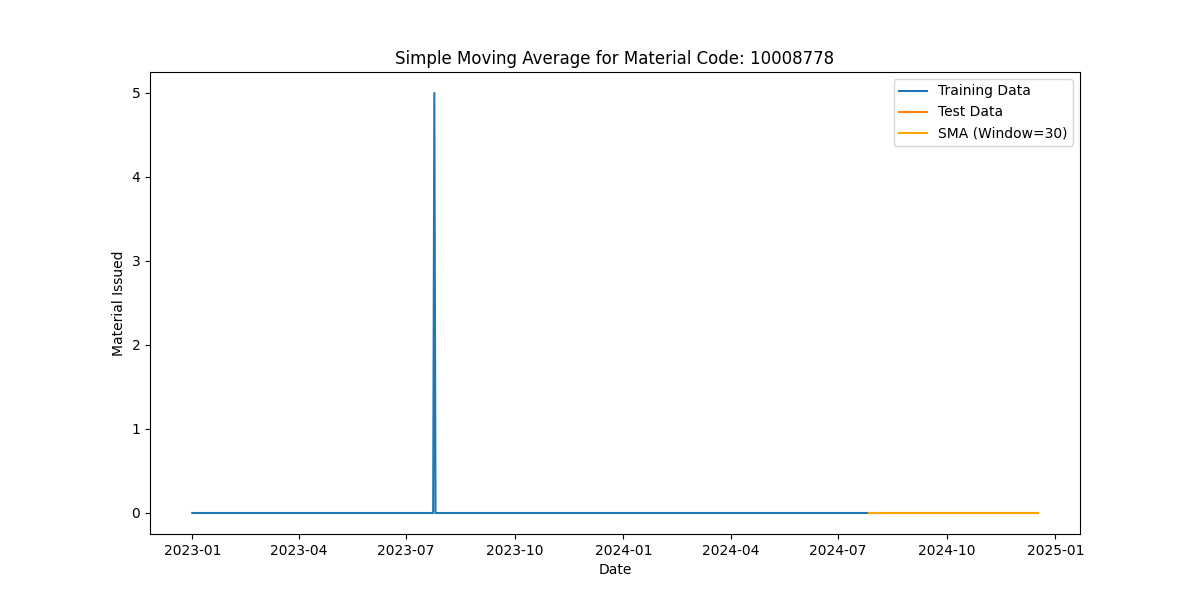 Simple Moving Average for Material Code: 10008778
Training Data
Test Data
SMA (Window=30)
Material Issued
5
4
3
2
1
0
2023-01 2023-04 2023-07 2023-10 2024-01 2024-04 2024-07 2024-10 2025-01
Date